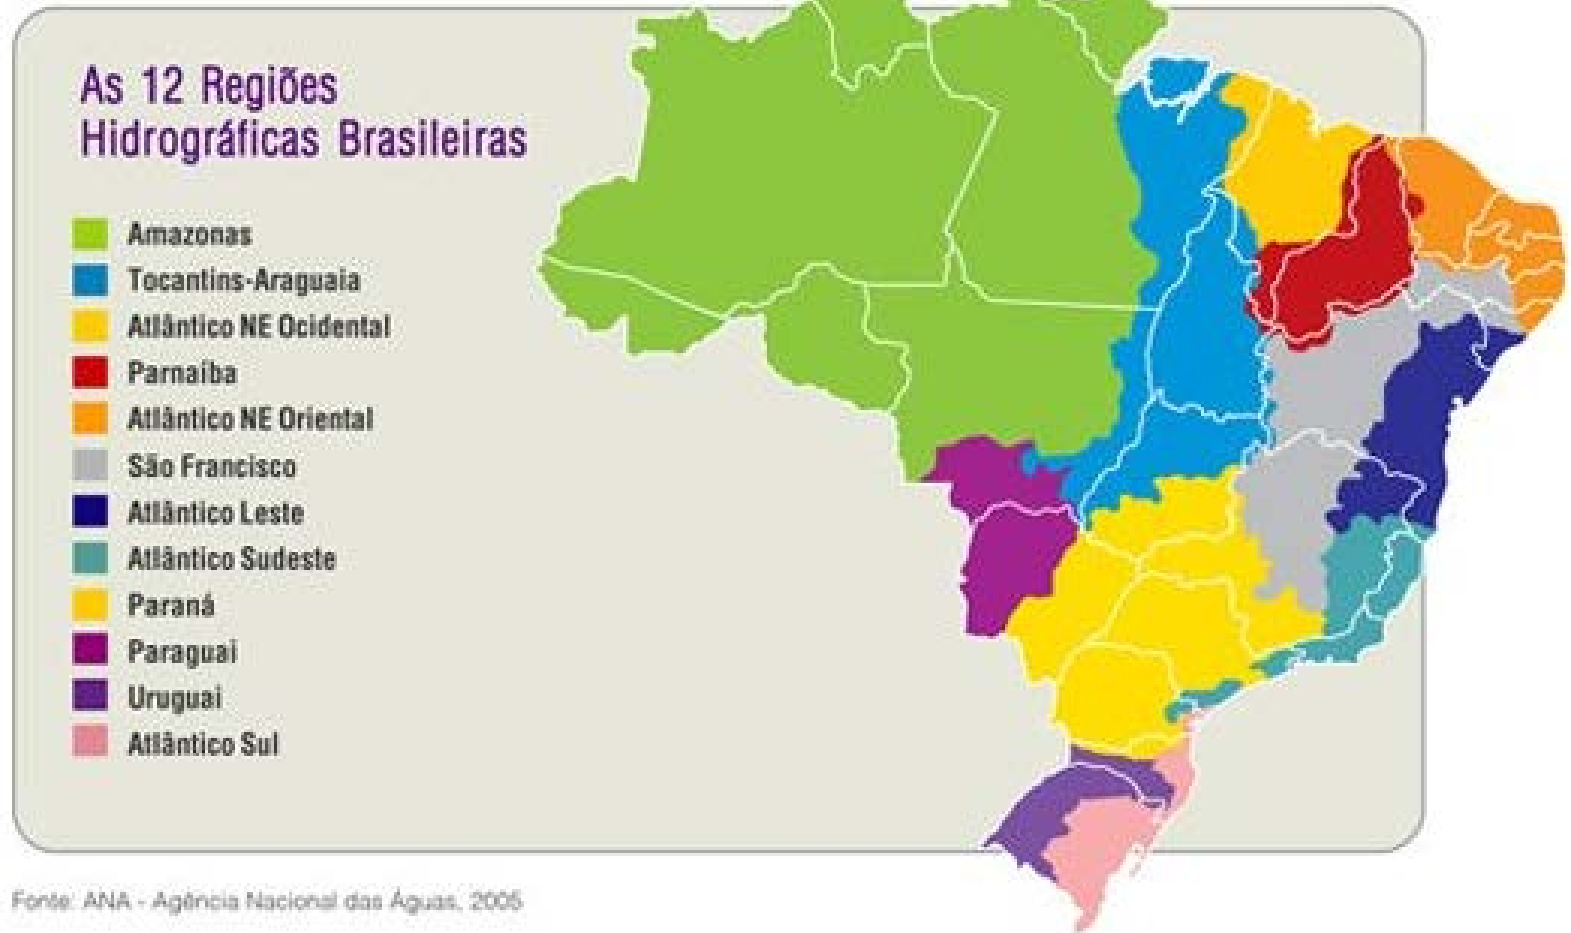 As 12 Regiões
Hidrográficas Brasileiras
Amazonas
Tocantins-Araguaia
Atlântico NE Ocidental
Parnaíba
Atlântico NE Oriental
São Francisco
Atlântico Leste
Atlântico Sudeste
Paraná
Paraguai
Uruguai
Atlântico Sul
Fonte: ANA - Agência Nacional das Águas, 2005